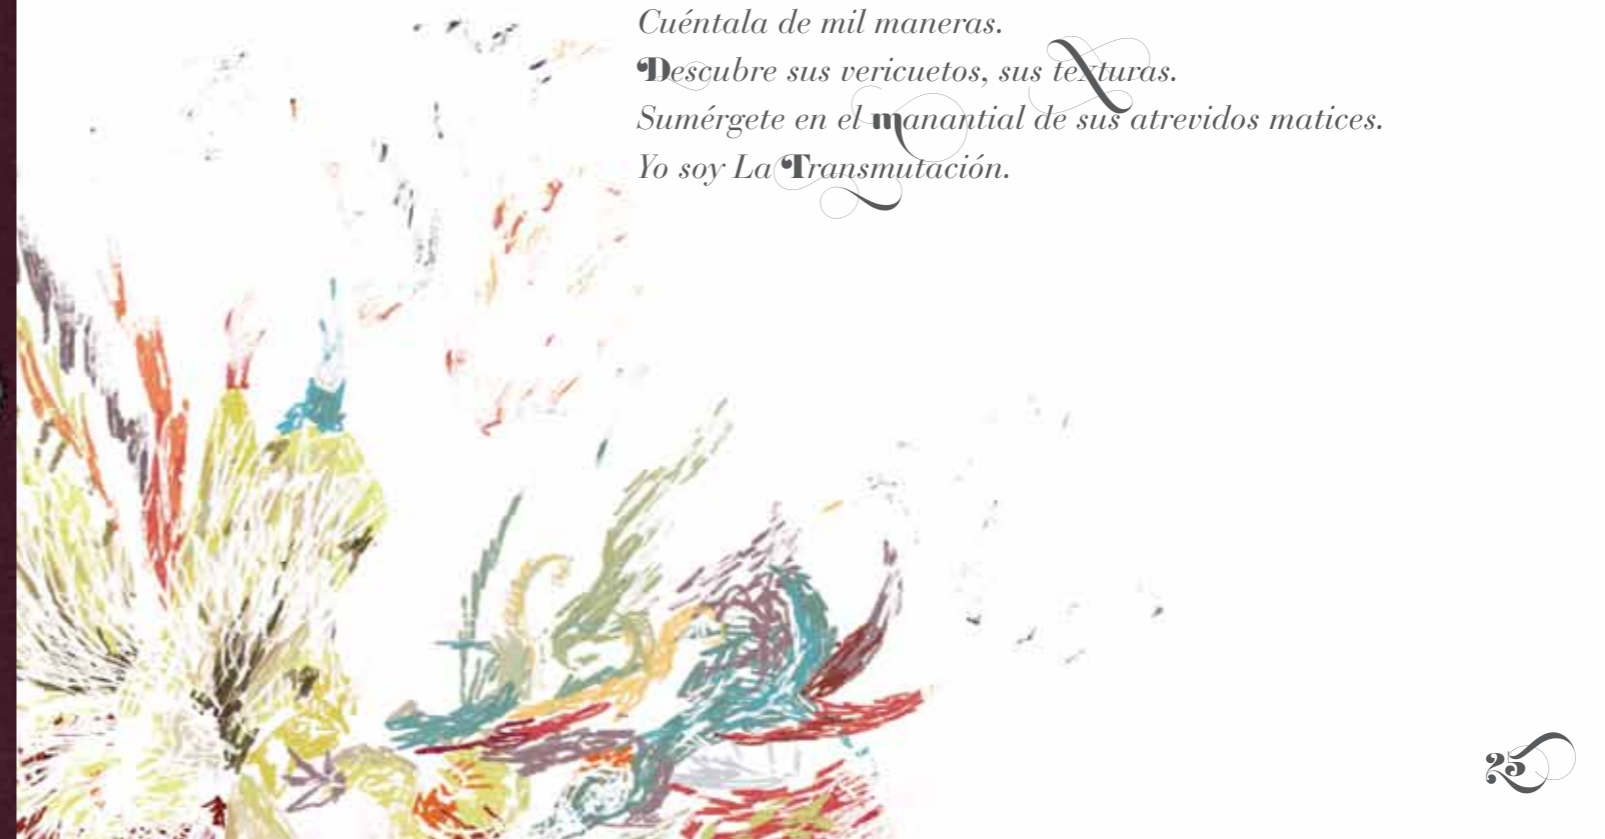 Cuéntala de mil maneras.
Descubre sus vericuetos, sus texturas.
Sumérgete en el manantial de sus atrevidos matices.
Yo soy La Transmutación.
25